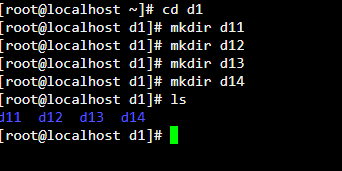 [root@localhost ~]# cd d1
[root@localhost d1]# mkdir d11
[root@localhost d1]# mkdir d12
[root@localhost d1]# mkdir d13
[root@localhost d1]# mkdir d14
[root@localhost d1]# ls
d11  d12  d13  d14
[root@localhost d1]#